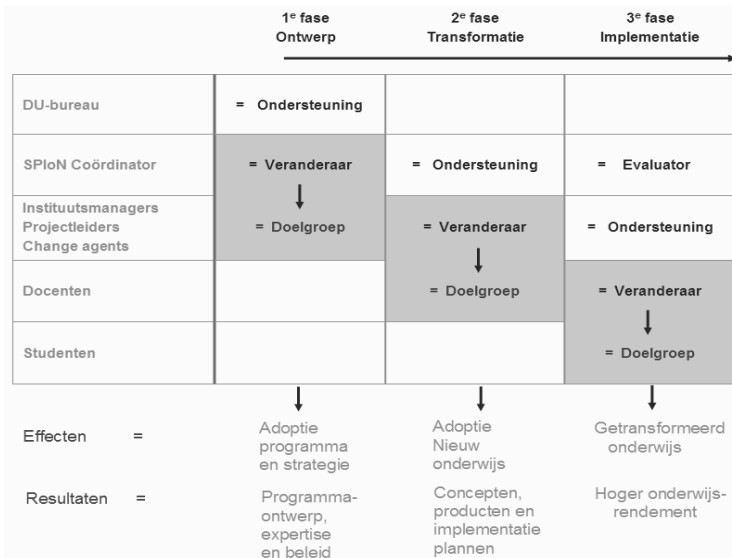 1e fase
Ontwerp
2e fase
Transformatie
3e fase
Implementatie
DU-bureau
= Ondersteuning
SPIoN Coördinator
= Veranderaar
= Ondersteuning
= Evaluator
Instituutsmanagers
Projectleiders
Change agents
= Doelgroep
= Veranderaar
= Ondersteuning
Docenten
= Doelgroep
= Veranderaar
Studenten
= Doelgroep
Effecten =
Adoptie
programma
en strategie
Adoptie
Nieuw
onderwijs
Getransformeerd
onderwijs
Resultaten =
Programma-
ontwerp,
expertise
en beleid
Concepten,
producten en
implementatie
plannen
Hoger onderwijs-
rendement